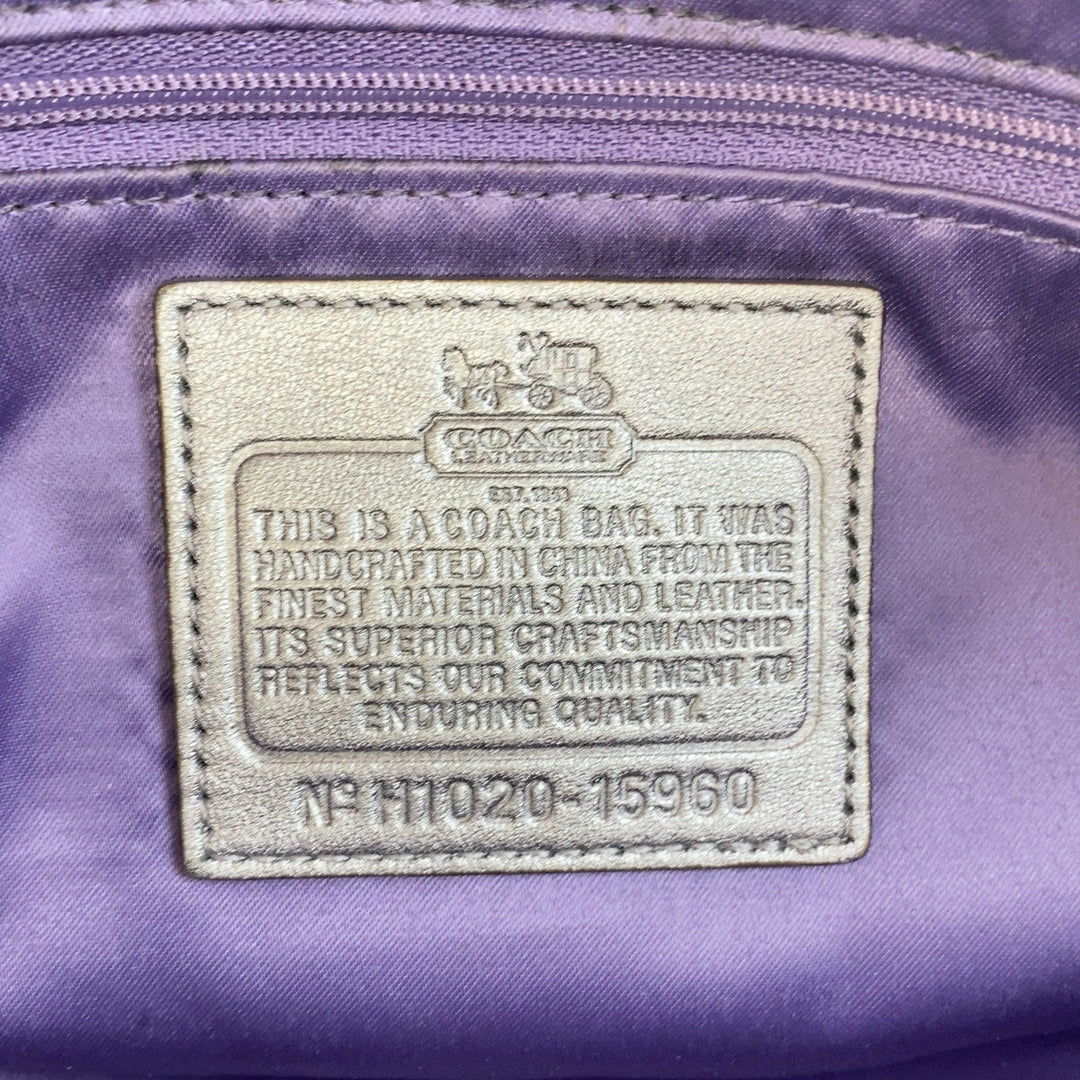 COACH
LEATHERWARE
EST. 1941
THIS IS A COACH BAG. IT WAS
HANDCRAFTED IN CHINA FROM THE
FINEST MATERIALS AND LEATHER.
ITS SUPERIOR CRAFTSMANSHIP
REFLECTS OUR COMMITMENT TO
ENDURING QUALITY.
Nº H1020-15960